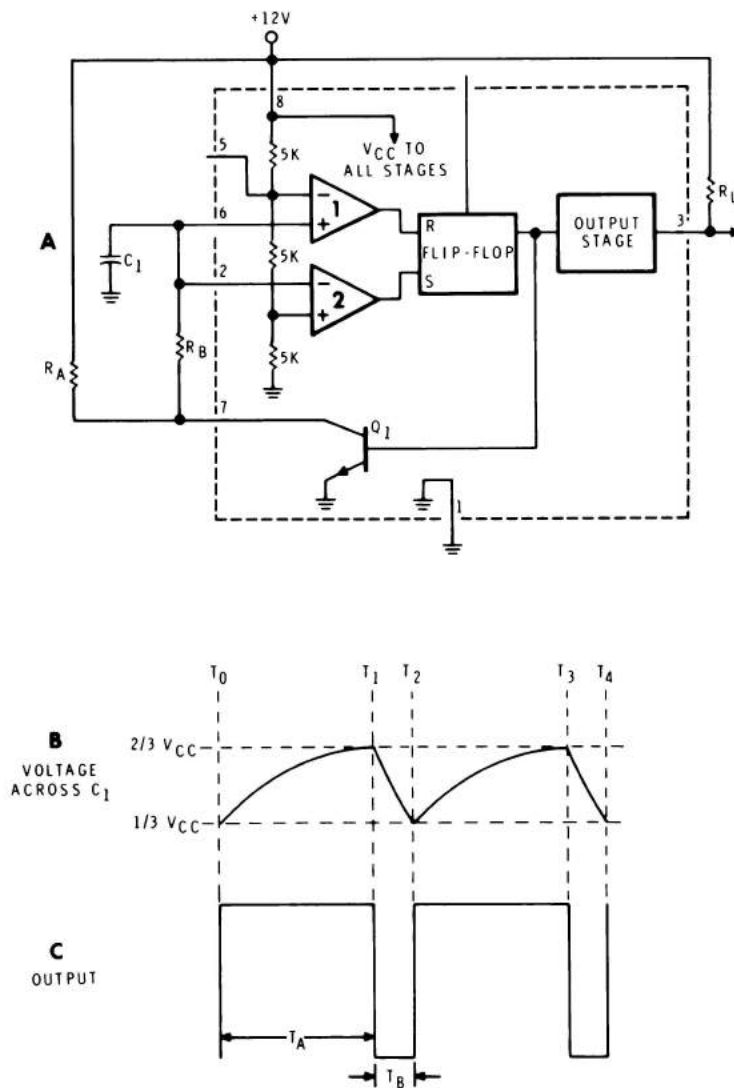 +12V
8
5
5K
VCC TO
ALL STAGES
6
- 1 +
5K
R
FLIP-FLOP
S
OUTPUT
STAGE
3
RL
A
C1
2
- 2 +
RB
5K
RA
7
Q1
1
T0 T1 T2 T3 T4
B
VOLTAGE
ACROSS C1
2/3 VCC
1/3 VCC
C
OUTPUT
TA
TB